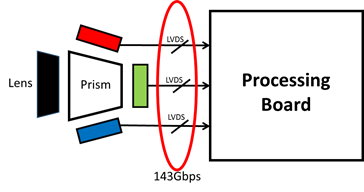 LVDS
Lens
Prism
LVDS
LVDS
Processing
Board
143Gbps